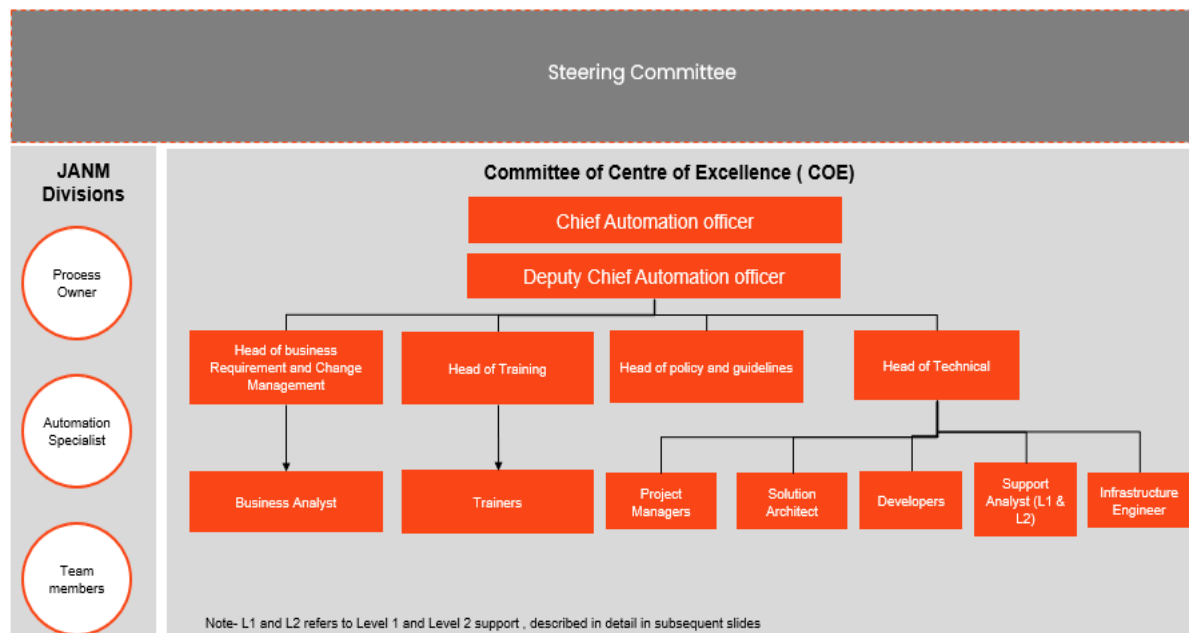 Steering Committee
JANM
Divisions
Process
Owner
Automation
Specialist
Team
members
Committee of Centre of Excellence ( COE)
Chief Automation officer
Deputy Chief Automation officer
Head of business
Requirement and Change
Management
Head of Training
Head of policy and guidelines
Head of Technical
Business Analyst
Trainers
Project
Managers
Solution
Architect
Developers
Support
Analyst (L1 &
L2)
Infrastructure
Engineer
Note- L1 and L2 refers to Level 1 and Level 2 support , described in detail in subsequent slides